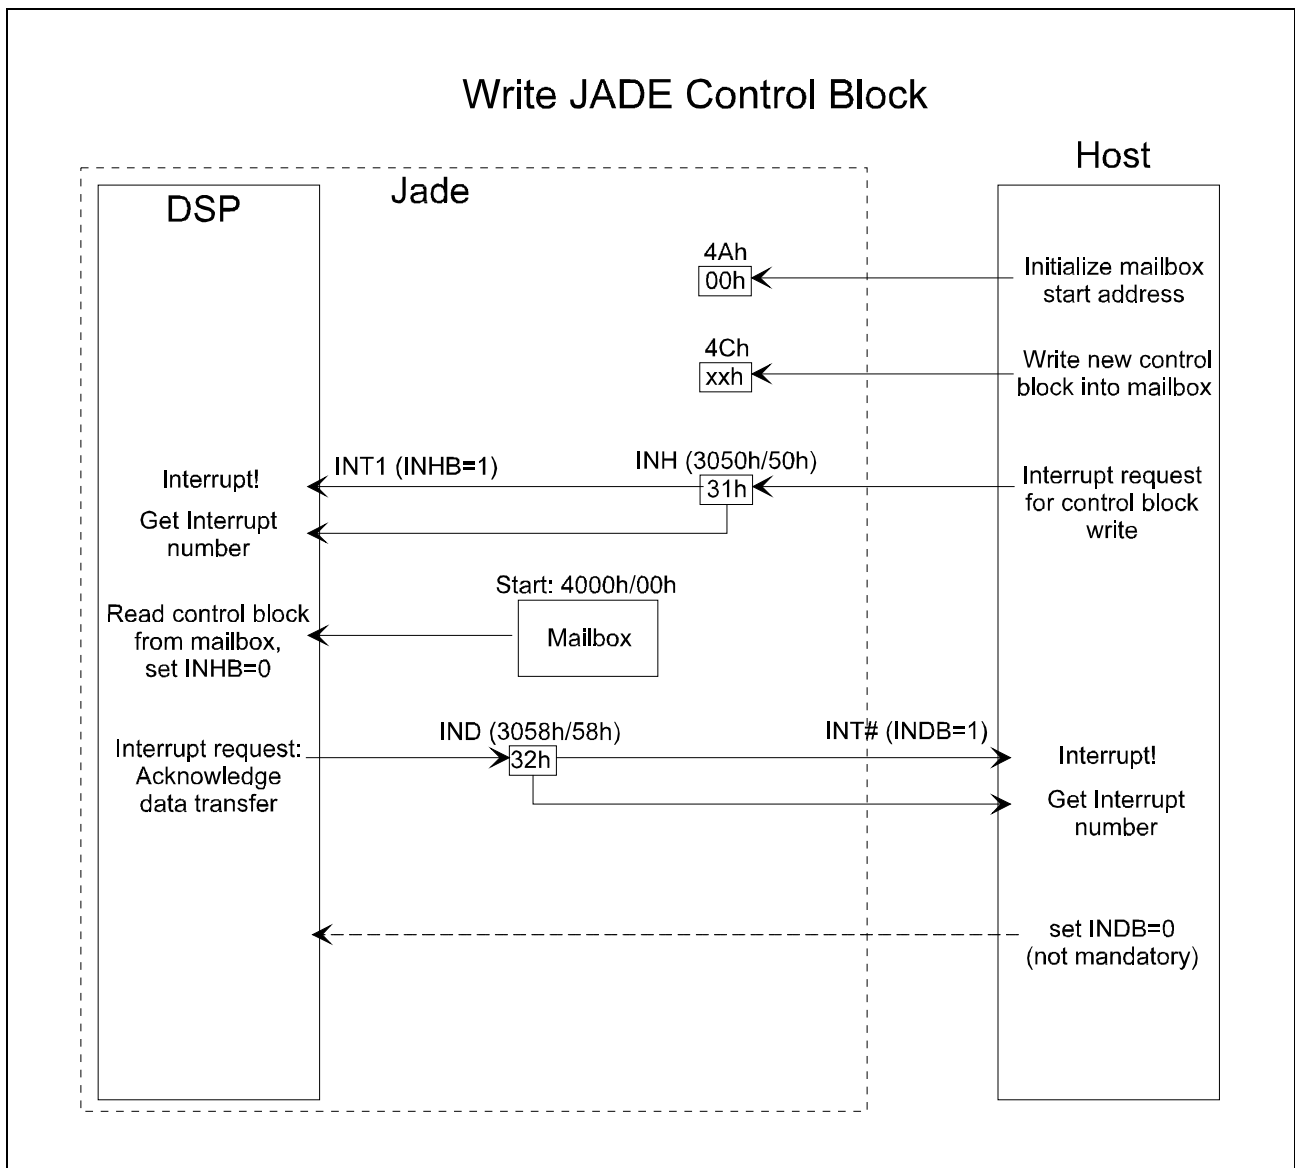 Write JADE Control Block
Host
Jade
DSP
4Ah
00h
Initialize mailbox
start address
4Ch
xxh
Write new control
block into mailbox
Interrupt!
INT1 (INHB=1)
INH (3050h/50h)
31h
Interrupt request
for control block
write
Get Interrupt
number
Start: 4000h/00h
Mailbox
Read control block
from mailbox,
set INHB=0
Interrupt request:
Acknowledge
data transfer
IND (3058h/58h)
32h
INT# (INDB=1)
Interrupt!
Get Interrupt
number
set INDB=0
(not mandatory)